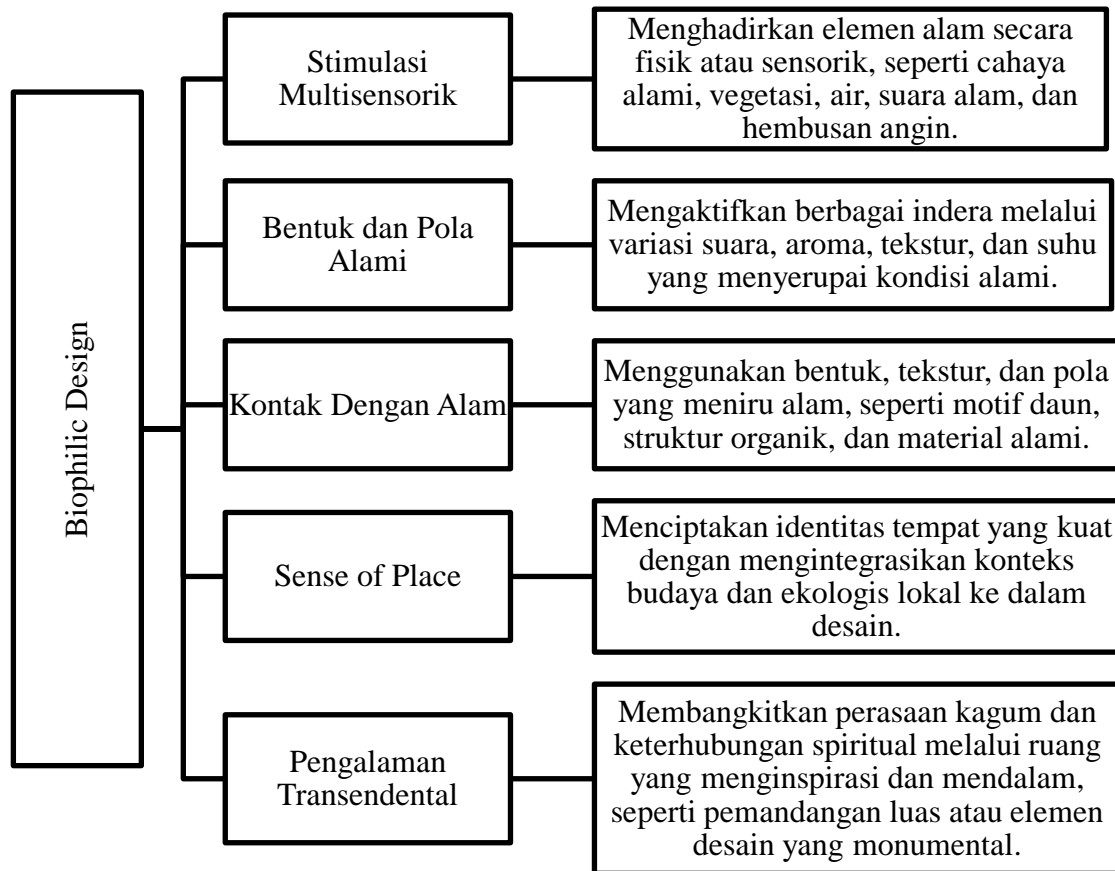 Biophilic Design
Stimulasi
Multisensorik
Menghadirkan elemen alam secara
fisik atau sensorik, seperti cahaya
alami, vegetasi, air, suara alam, dan
hembusan angin.
Bentuk dan Pola
Alami
Mengaktifkan berbagai indera melalui
variasi suara, aroma, tekstur, dan suhu
yang menyerupai kondisi alami.
Kontak Dengan Alam
Menggunakan bentuk, tekstur, dan pola
yang meniru alam, seperti motif daun,
struktur organik, dan material alami.
Sense of Place
Menciptakan identitas tempat yang kuat
dengan mengintegrasikan konteks
budaya dan ekologis lokal ke dalam
desain.
Pengalaman
Transendental
Membangkitkan perasaan kagum dan
keterhubungan spiritual melalui ruang
yang menginspirasi dan mendalam,
seperti pemandangan luas atau elemen
desain yang monumental.